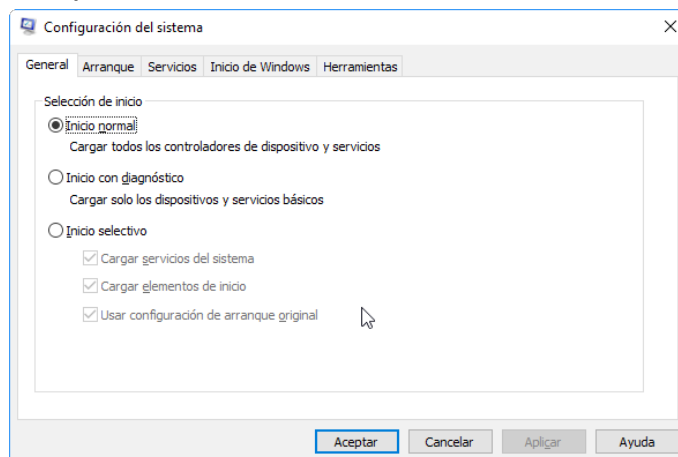 Configuración del sistema
General Arranque Servicios Inicio de Windows Herramientas
Selección de inicio
Inicio normal
Cargar todos los controladores de dispositivo y servicios
Inicio con diagnóstico
Cargar solo los dispositivos y servicios básicos
Inicio selectivo
Cargar servicios del sistema
Cargar elementos de inicio
Usar configuración de arranque original
Aceptar Cancelar Aplicar Ayuda